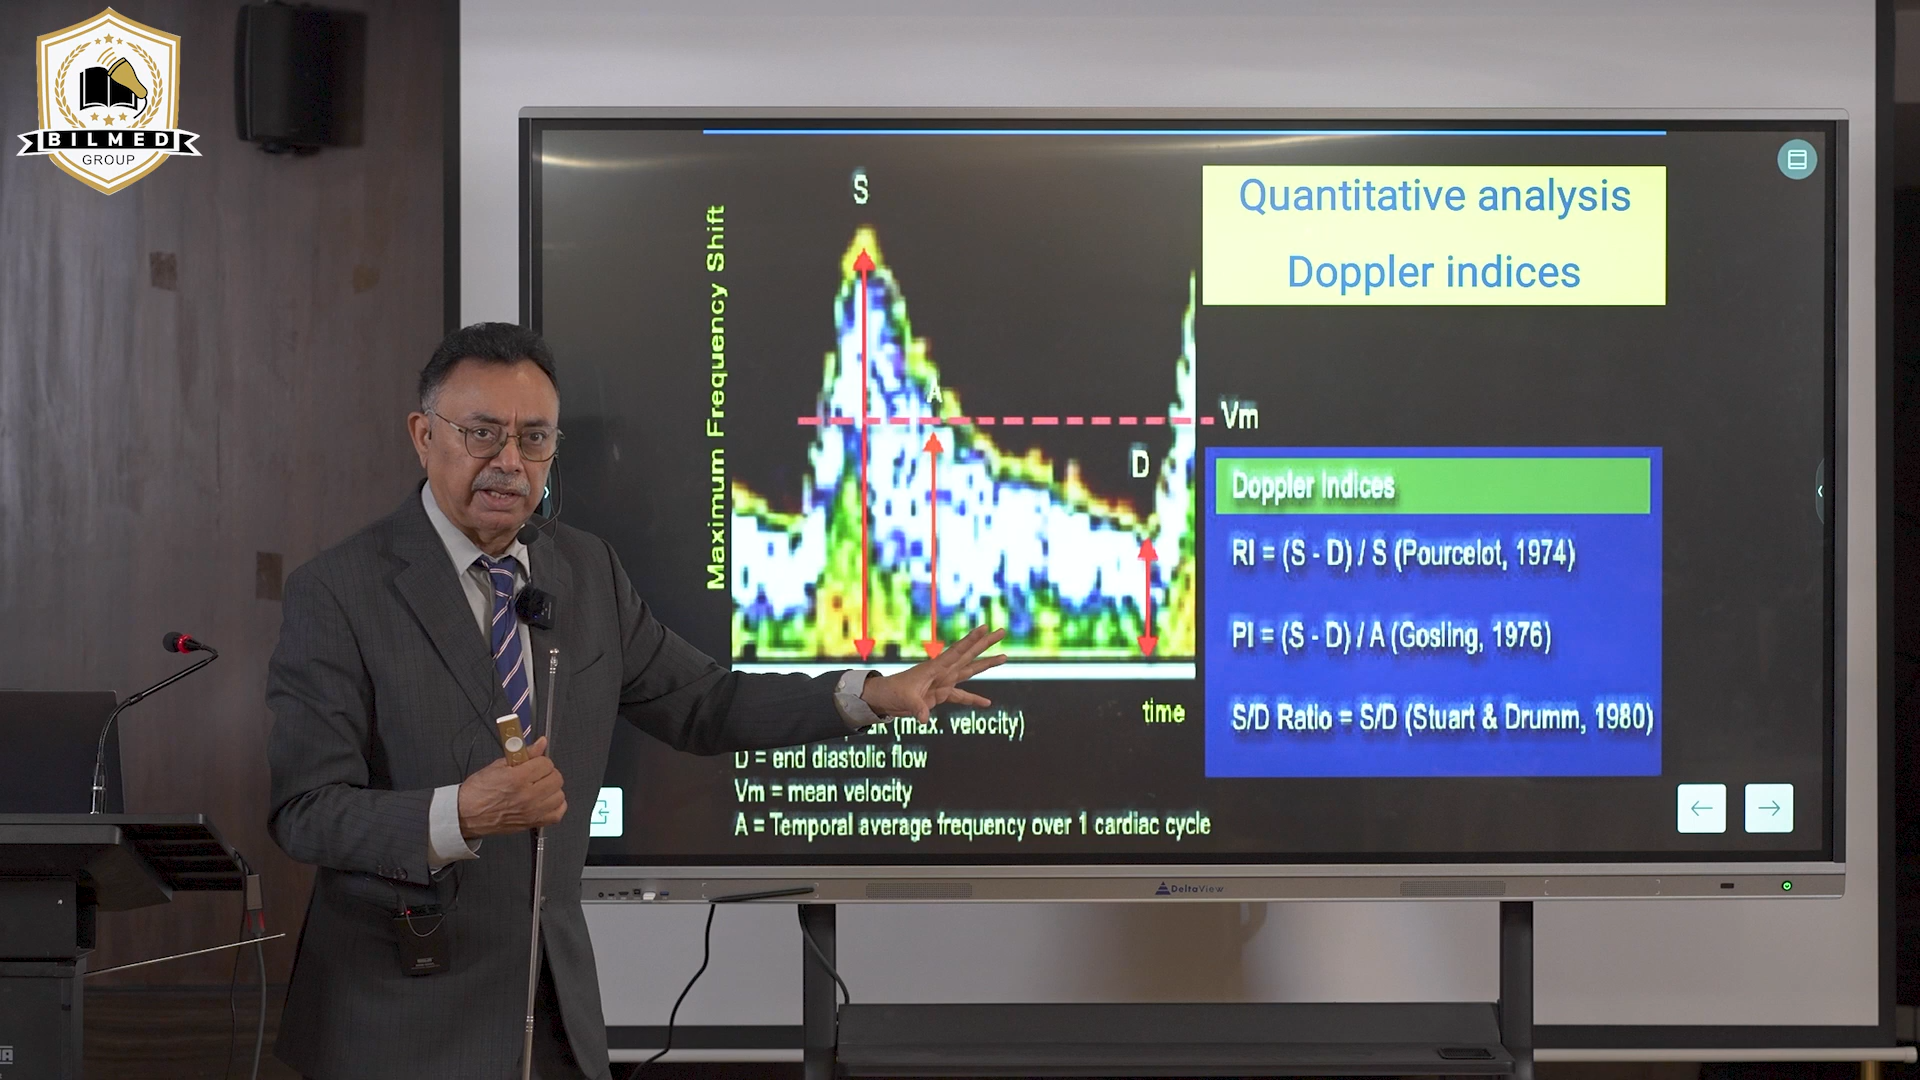 BILMED
GROUP
Quantitative analysis
Doppler indices
S
Maximum Frequency Shift
A
Vm
D
Doppler Indices
RI = (S - D) / S (Pourcelot, 1974)
PI = (S - D) / A (Gosling, 1976)
S/D Ratio = S/D (Stuart & Drumm, 1980)
time
(max. velocity)
D = end diastolic flow
Vm = mean velocity
A = Temporal average frequency over 1 cardiac cycle
DeltaView